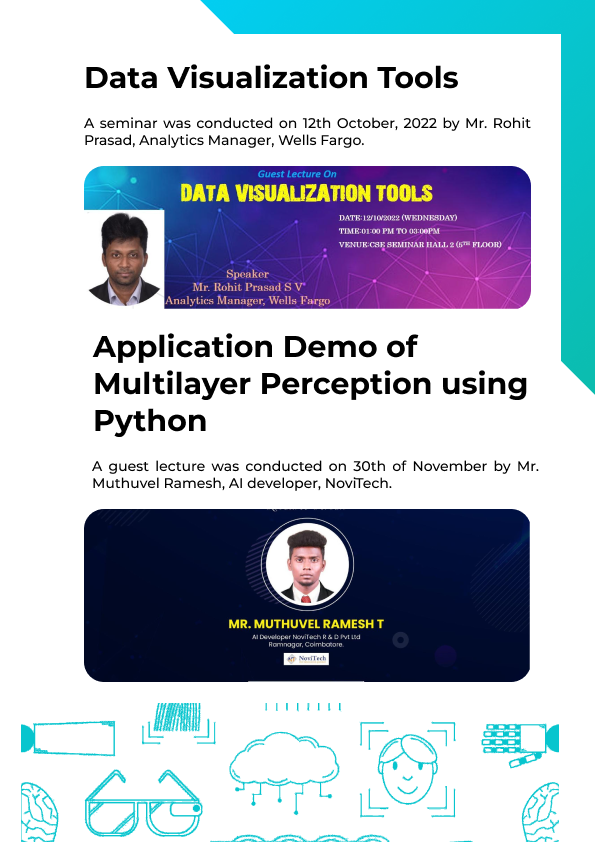 Data Visualization Tools
A seminar was conducted on 12th October, 2022 by Mr. Rohit
Prasad, Analytics Manager, Wells Fargo.
Guest Lecture On
DATA VISUALIZATION TOOLS
DATE:12/10/2022 (WEDNESDAY)
TIME:01:00 PM TO 03:00PM
VENUE:CSE SEMINAR HALL 2 (5TH FLOOR)
Speaker
Mr. Rohit Prasad S V
Analytics Manager, Wells Fargo
Application Demo of
Multilayer Perception using
Python
A guest lecture was conducted on 30th of November by Mr.
Muthuvel Ramesh, AI developer, NoviTech.
MR. MUTHUVEL RAMESH T
AI Developer NoviTech R & D Pvt Ltd
Ramnagar, Coimbatore.
NoviTech